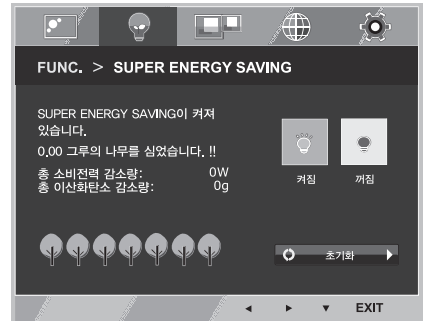 FUNC. > SUPER ENERGY SAVING
SUPER ENERGY SAVING이 켜져
있습니다.
0.00 그루의 나무를 심었습니다. !!
총 소비전력 감소량: 0W
총 이산화탄소 감소량: 0g
켜짐 꺼짐
초기화
EXIT